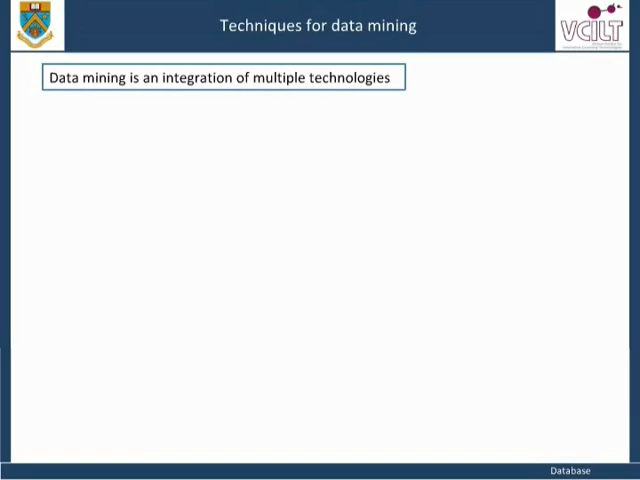 Techniques for data mining
VCILT
Data mining is an integration of multiple technologies
Database